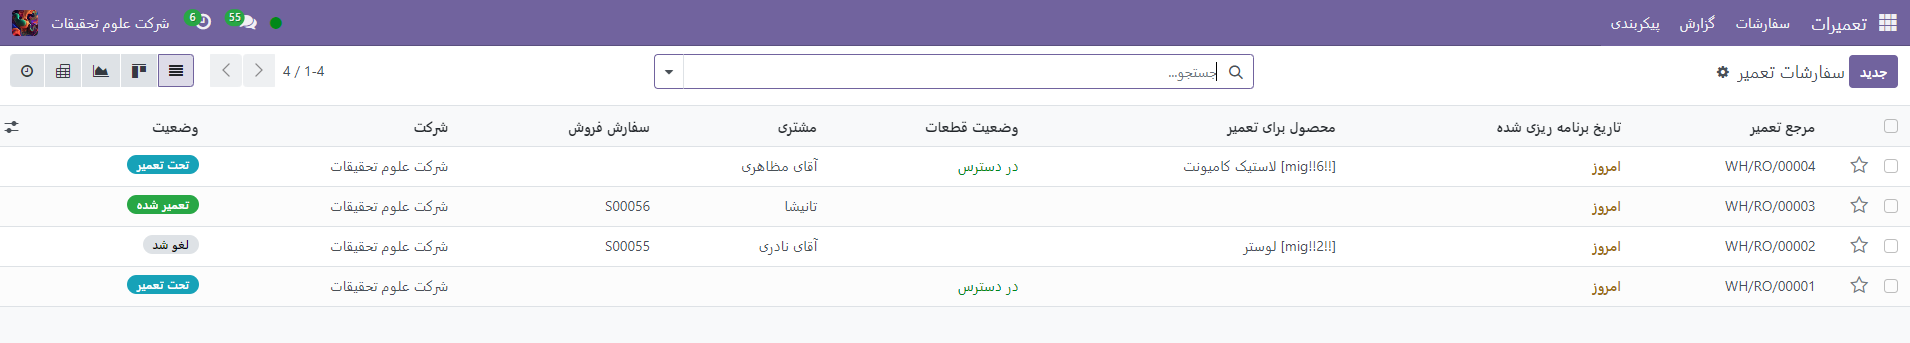 تعمیرات سفارشات گزارش پیکربندی 55 6 شرکت علوم تحقیقات
جدید سفارشات تعمیر جستجو... 1-4 / 4
مرجع تعمیر تاریخ برنامه ریزی شده محصول برای تعمیر وضعیت قطعات مشتری سفارش فروش شرکت وضعیت
WH/RO/00004 امروز [mig!!6!!] لاستیک کامیونت در دسترس آقای مظاهری شرکت علوم تحقیقات تحت تعمیر
WH/RO/00003 امروز تانیشا S00056 شرکت علوم تحقیقات تعمیر شده
WH/RO/00002 امروز [mig!!2!!] لوستر آقای نادری S00055 شرکت علوم تحقیقات لغو شد
WH/RO/00001 امروز در دسترس شرکت علوم تحقیقات تحت تعمیر